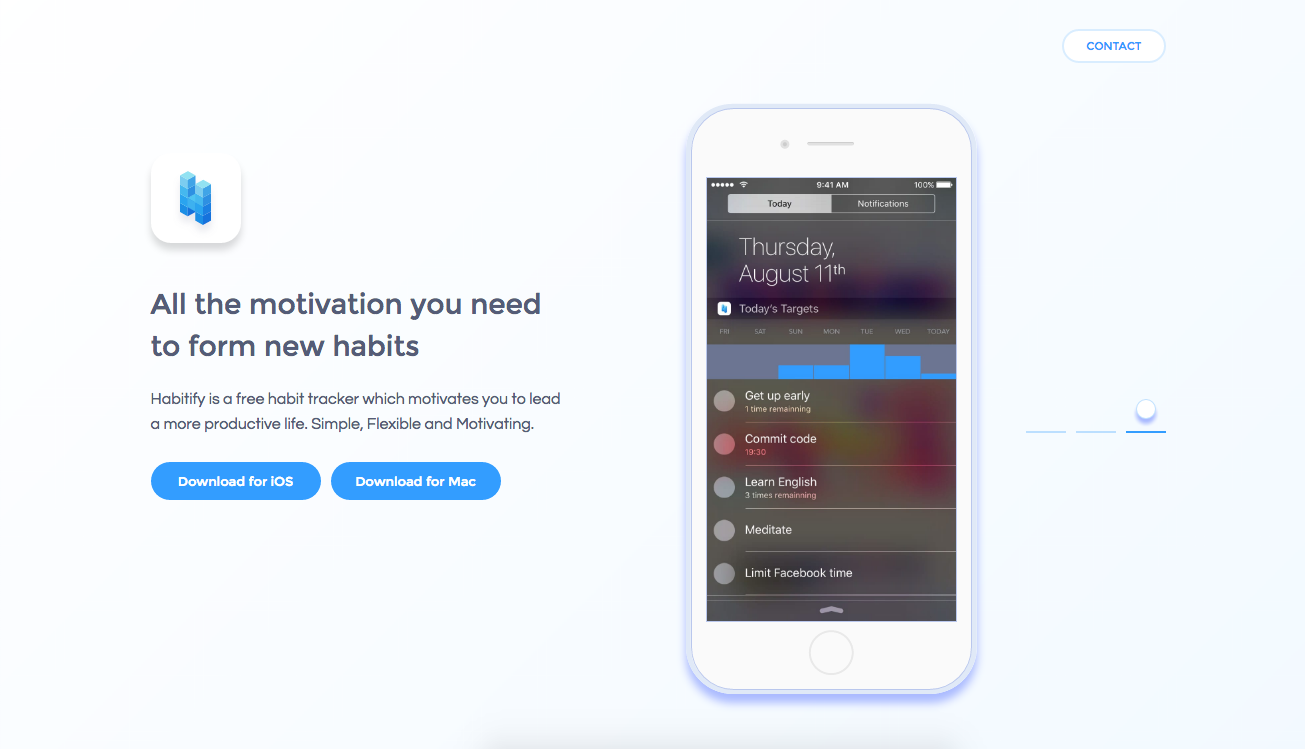 CONTACT
All the motivation you need
to form new habits
Habitify is a free habit tracker which motivates you to lead
a more productive life. Simple, Flexible and Motivating.
Download for iOS
Download for Mac
9:41 AM
100%
Today
Notifications
Thursday,
August 11th
Today's Targets
FRI SAT SUN MON TUE WED TODAY
Get up early
1 time remainning
Commit code
19:30
Learn English
3 times remainning
Meditate
Limit Facebook time